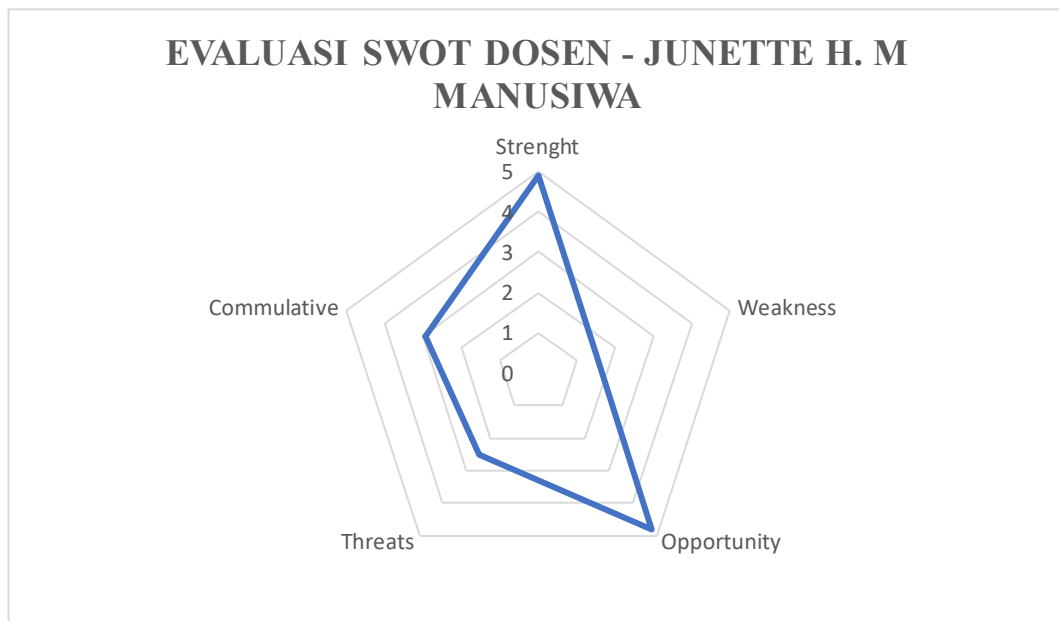 EVALUASI SWOT DOSEN - JUNETTE H. M
MANUSIWA
Strenght
5
4
3
2
1
0
Commulative
Weakness
Threats
Opportunity